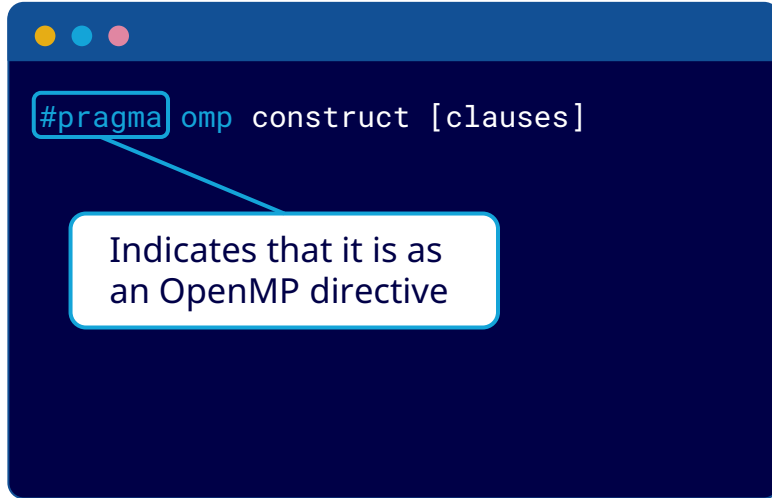 #pragma omp construct [clauses]
Indicates that it is as
an OpenMP directive